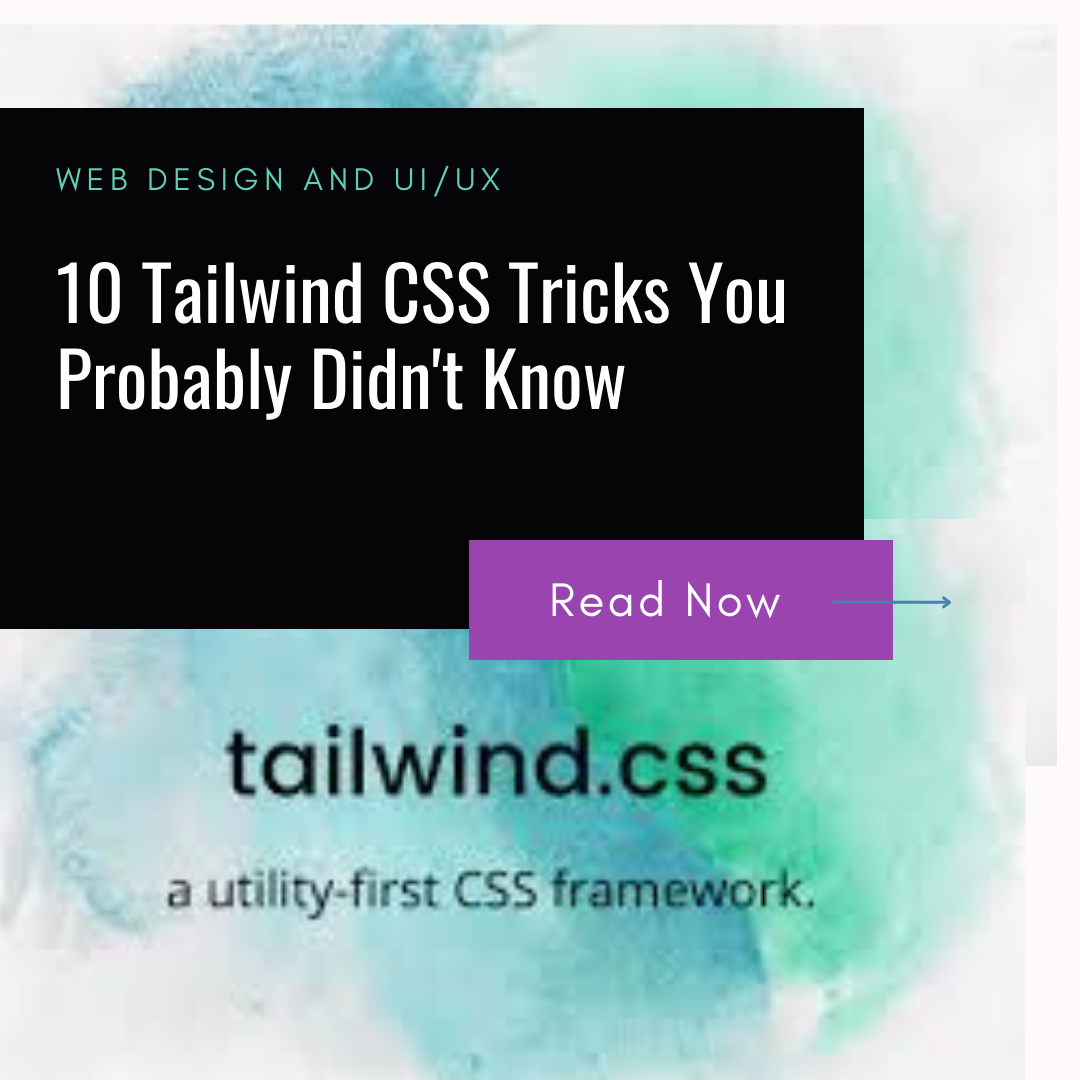 WEB DESIGN AND UI/UX
10 Tailwind CSS Tricks You
Probably Didn't Know
Read Now
tailwind.css
a utility-first CSS framework.